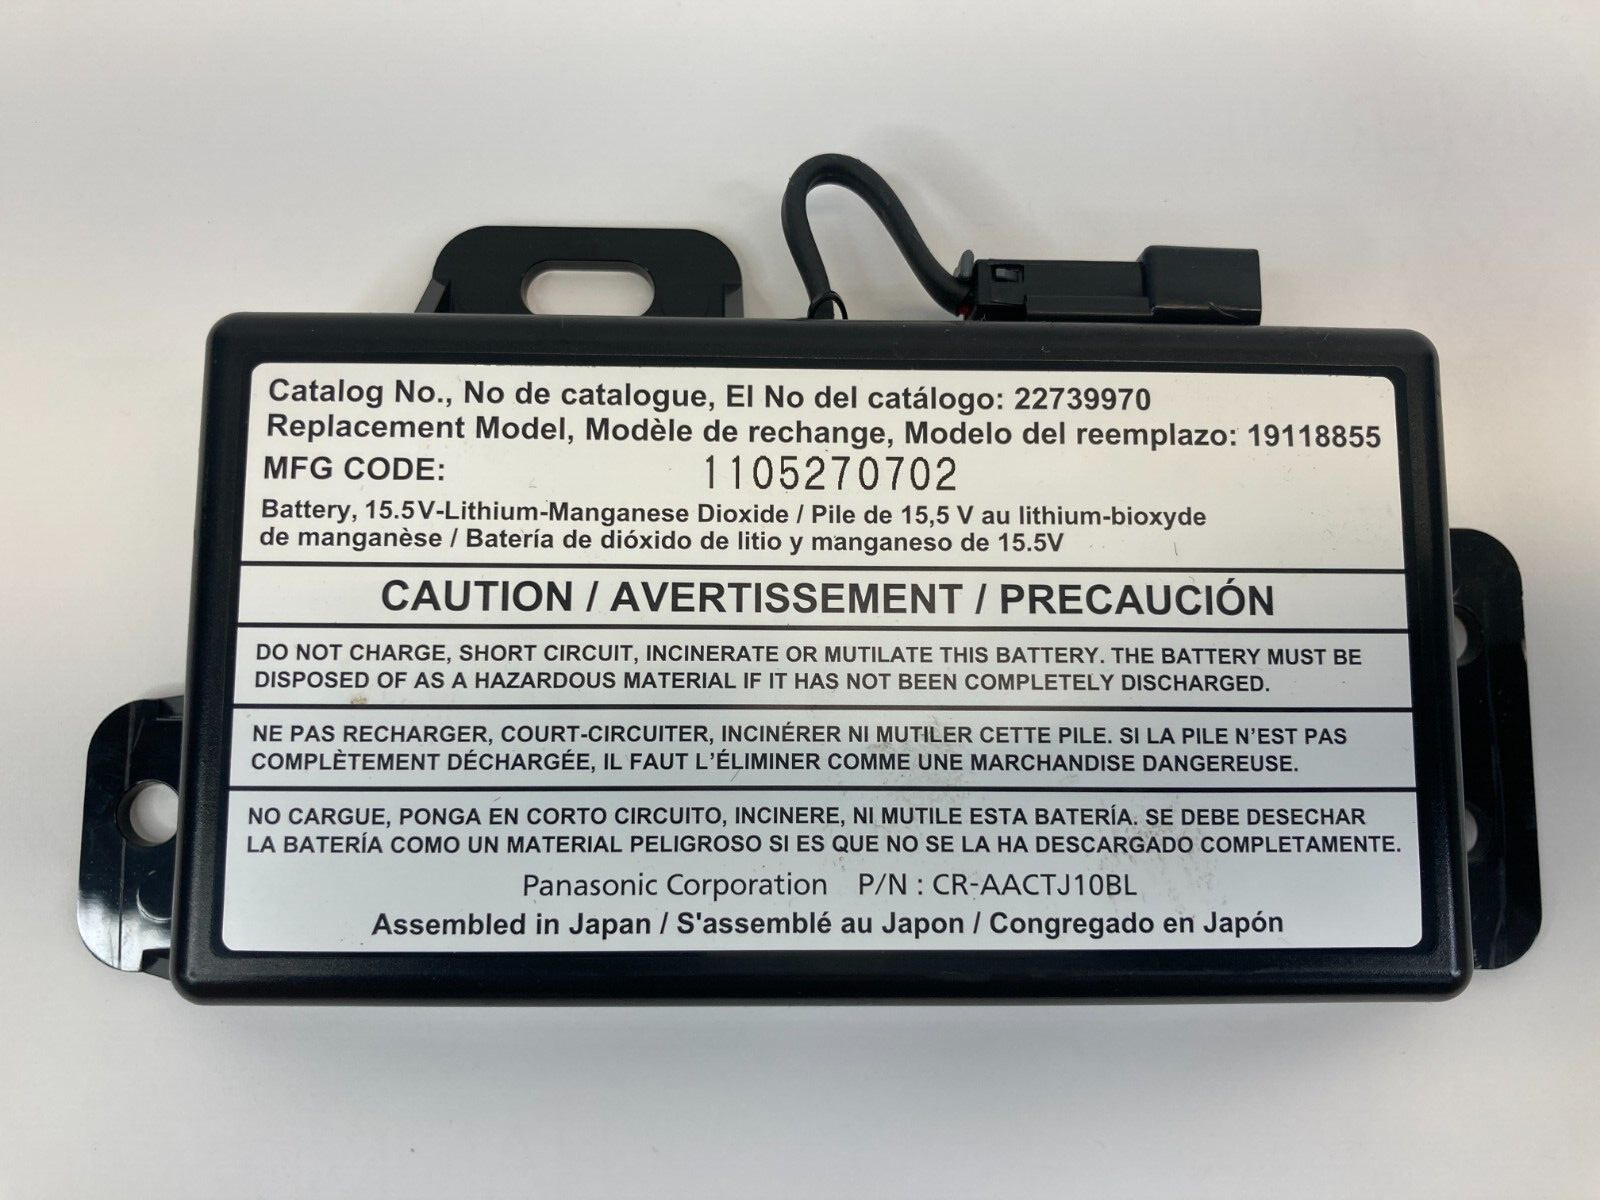 Catalog No., No de catalogue, El No del catálogo: 22739970
Replacement Model, Modèle de rechange, Modelo del reemplazo: 19118855
MFG CODE: 1105270702
Battery, 15.5V-Lithium-Manganese Dioxide / Pile de 15,5 V au lithium-bioxyde
de manganèse / Batería de dióxido de litio y manganeso de 15.5V
CAUTION / AVERTISSEMENT / PRECAUCIÓN
DO NOT CHARGE, SHORT CIRCUIT, INCINERATE OR MUTILATE THIS BATTERY. THE BATTERY MUST BE
DISPOSED OF AS A HAZARDOUS MATERIAL IF IT HAS NOT BEEN COMPLETELY DISCHARGED.
NE PAS RECHARGER, COURT-CIRCUITER, INCINÉRER NI MUTILER CETTE PILE. SI LA PILE N'EST PAS
COMPLÈTEMENT DÉCHARGÉE, IL FAUT L'ÉLIMINER COMME UNE MARCHANDISE DANGEREUSE.
NO CARGUE, PONGA EN CORTO CIRCUITO, INCINERE, NI MUTILE ESTA BATERÍA. SE DEBE DESECHAR
LA BATERÍA COMO UN MATERIAL PELIGROSO SI ES QUE NO SE LA HA DESCARGADO COMPLETAMENTE.
Panasonic Corporation P/N : CR-AACTJ10BL
Assembled in Japan / S'assemblé au Japon / Congregado en Japón